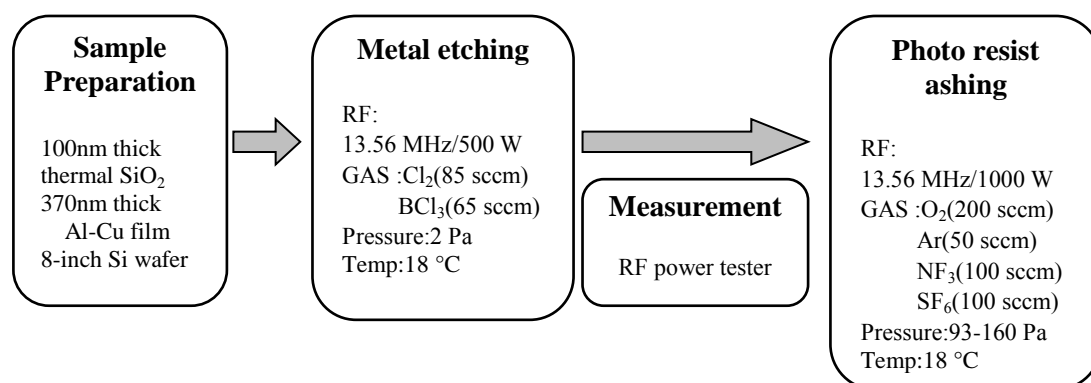 Sample
Preparation
100nm thick
thermal SiO₂
370nm thick
Al-Cu film
8-inch Si wafer
Metal etching
RF:
13.56 MHz/500 W
GAS :Cl₂(85 sccm)
BCl₃(65 sccm)
Pressure:2 Pa
Temp:18 °C
Measurement
RF power tester
Photo resist
ashing
RF:
13.56 MHz/1000 W
GAS :O₂(200 sccm)
Ar(50 sccm)
NF₃(100 sccm)
SF₆(100 sccm)
Pressure:93-160 Pa
Temp:18 °C